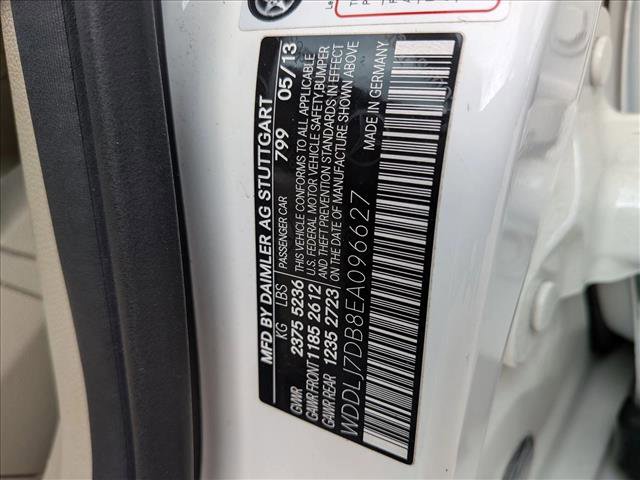 MFD BY DAIMLER AG STUTTGART
KG LBS PASSENGER CAR 799 05/13
GWR 2375 5236 THIS VEHICLE CONFORMS TO ALL APPLICABLE
GAWR FRONT 1185 2612 U.S. FEDERAL MOTOR VEHICLE SAFETY, BUMPER
GAWR REAR 1235 2723 AND THEFT PREVENTION STANDARDS IN EFFECT
ON THE DATE OF MANUFACTURE SHOWN ABOVE
WDDLJ7DB8EA096627 MADE IN GERMANY